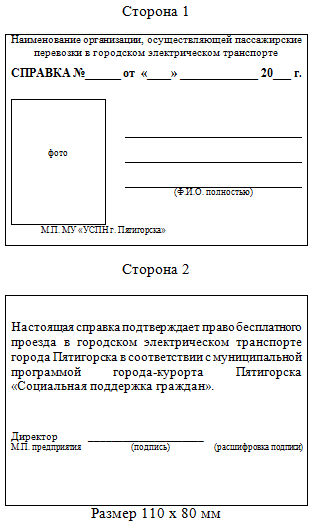 Сторона 1
Наименование организации, осуществляющей пассажирские
перевозки в городском электрическом транспорте
СПРАВКА №______ от «____» _____________ 20___ г.
фото
(Ф.И.О. полностью)
М.П. МУ «УСПН г. Пятигорска»
Сторона 2
Настоящая справка подтверждает право бесплатного
проезда в городском электрическом транспорте
города Пятигорска в соответствии с муниципальной
программой города-курорта Пятигорска
«Социальная поддержка граждан».
Директор ____________________
М.П. предприятия (подпись) (расшифровка подписи)
Размер 110 х 80 мм